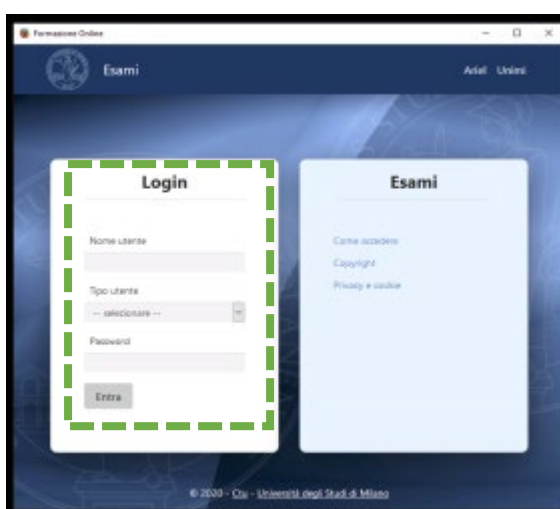 Formazione Online
Esami
Ariel Unimi
Login
Nome utente
Tipo utente
-- selezionare --
Password
Entra
Esami
Come accedere
Copyright
Privacy e cookie
© 2020 - Ctu - Università degli Studi di Milano